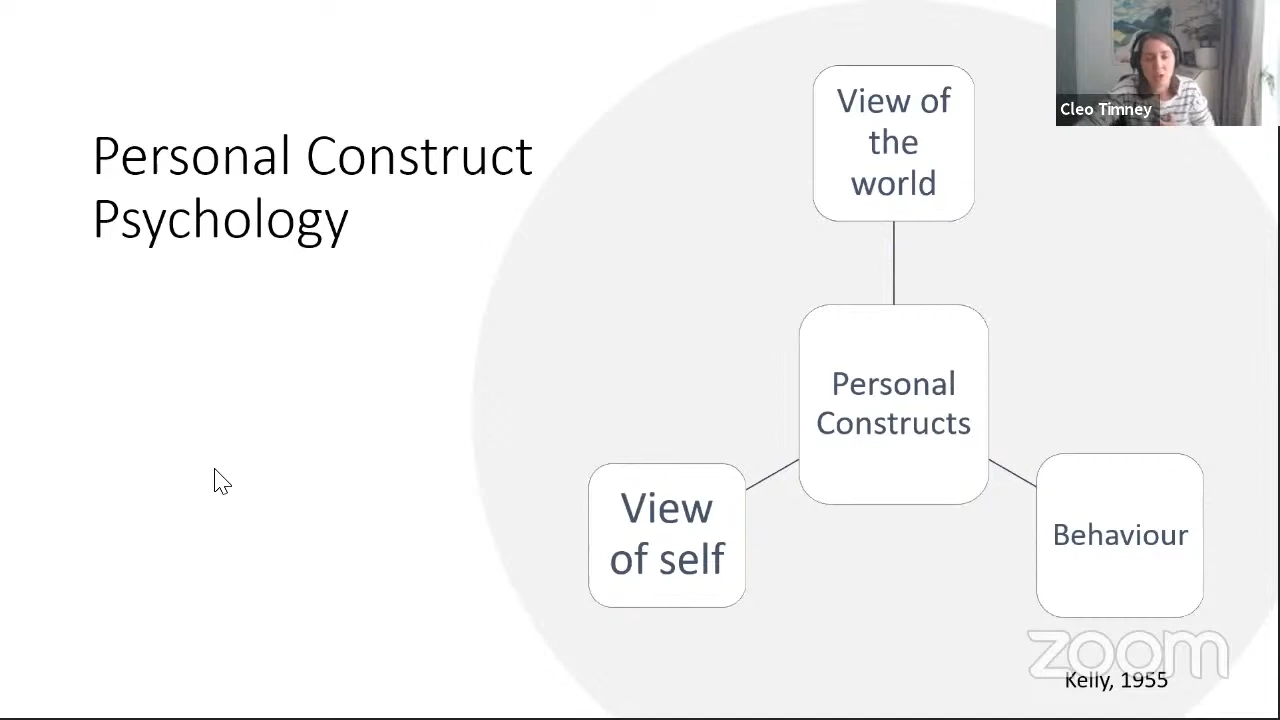 Personal Construct
Psychology
View of
the
world
Cleo Timney
Personal
Constructs
View
of self
Behaviour
zoom
Kelly, 1955